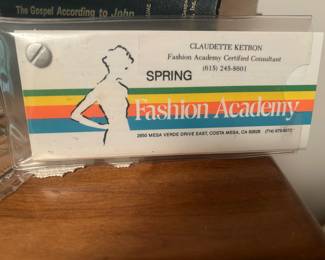 The Gospel According to John
CLAUDETTE KETRON
Fashion Academy Certified Consultant
(615) 245-8601
SPRING
Fashion Academy
2850 MESA VERDE DRIVE EAST, COSTA MESA, CA 92626